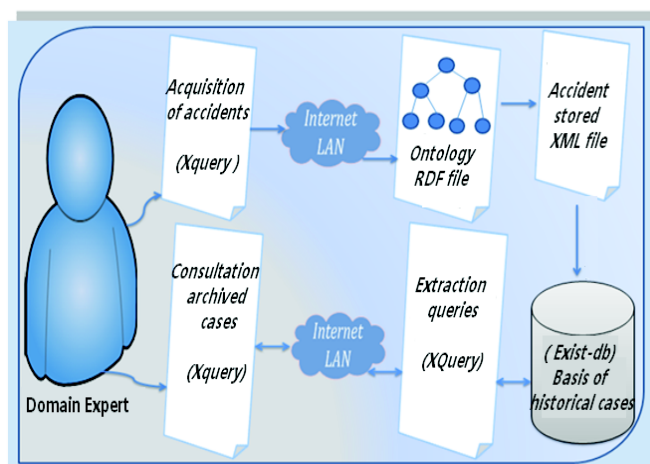 Acquisition
of accidents
(Xquery )
Internet
LAN
Ontology
RDF file
Accident
stored
XML file
Domain Expert
Consultation
archived
cases
(Xquery)
Internet
LAN
Extraction
queries
(XQuery)
( Exist-db)
Basis of
historical cases